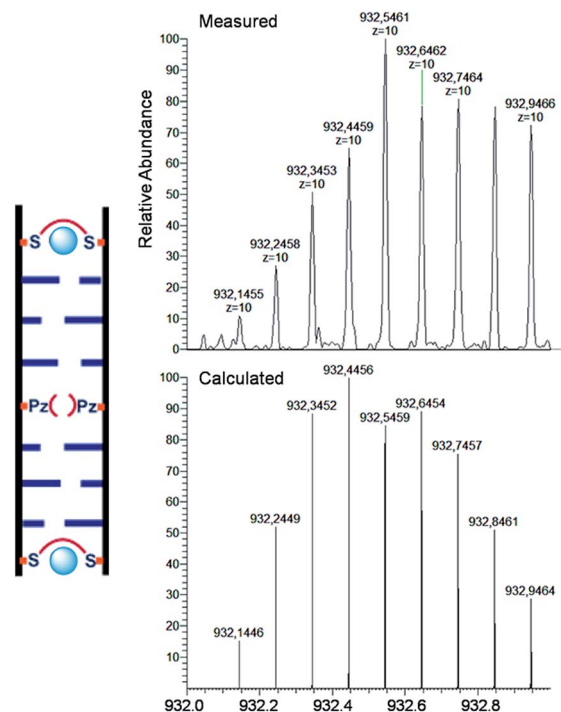 Measured
Relative Abundance
100
90
80
70
60
50
40
30
20
10
0
932,1455
z=10
932,2458
z=10
932,3453
z=10
932,4459
z=10
932,5461
z=10
932,6462
z=10
932,7464
z=10
932,9466
z=10
S S
Pz Pz
S S
Calculated
100
90
80
70
60
50
40
30
20
10
932,1446
932,2449
932,3452
932,4456
932,5459
932,6454
932,7457
932,8461
932,9464
932.0 932.2 932.4 932.6 932.8